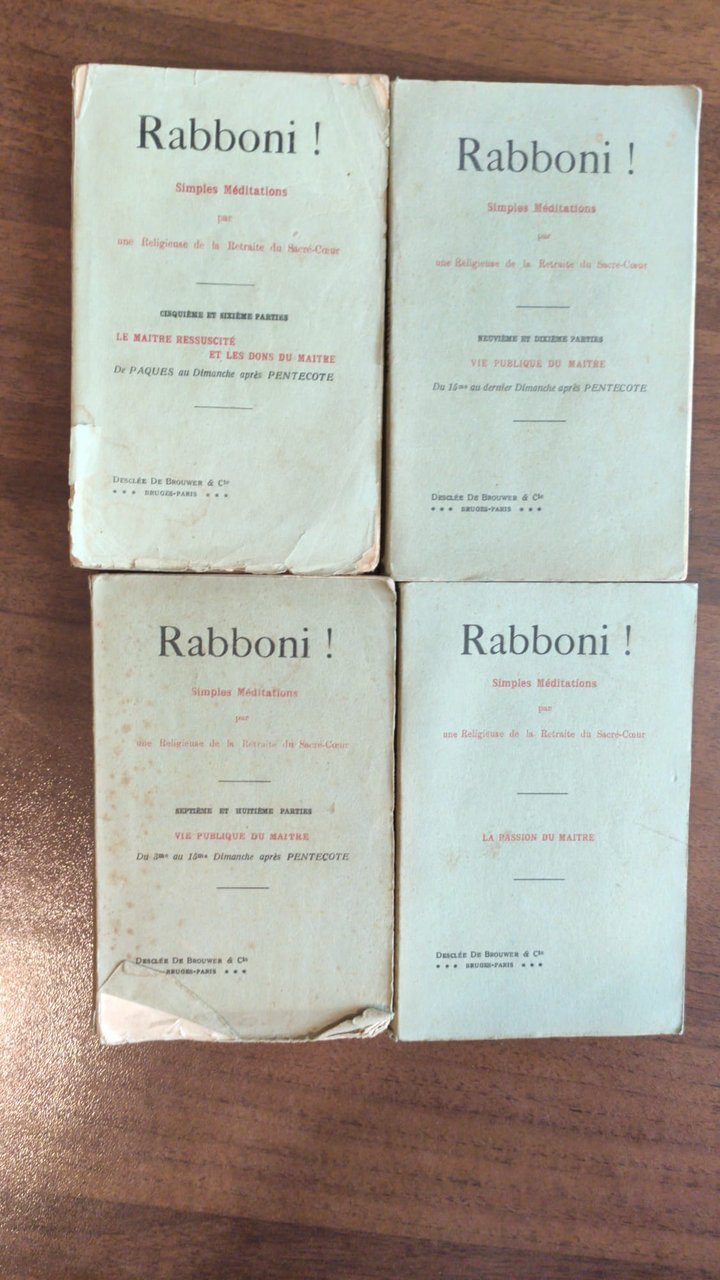 Rabboni !
Simples Méditations
par
une Religieuse de la Retraite du Sacré-Cœur
CINQUIÈME ET SIXIÈME PARTIES
LE MAITRE RESSUSCITÉ
ET LES DONS DU MAITRE
De PAQUES au Dimanche après PENTECOTE
DESCLÉE DE BROUWER & Cie
* * * BRUGES-PARIS * * *
Rabboni !
Simples Méditations
par
une Religieuse de la Retraite du Sacré-Cœur
NEUVIÈME ET DIXIÈME PARTIES
VIE PUBLIQUE DU MAITRE
Du 15me au dernier Dimanche après PENTECOTE
DESCLÉE DE BROUWER & Cie
* * * BRUGES-PARIS * * *
Rabboni !
Simples Méditations
par
une Religieuse de la Retraite du Sacré-Cœur
SEPTIÈME ET HUITIÈME PARTIES
VIE PUBLIQUE DU MAITRE
Du 3me au 15me Dimanche après PENTECOTE
DESCLÉE DE BROUWER & Cie
BRUGES-PARIS * * *
Rabboni !
Simples Méditations
par
une Religieuse de la Retraite du Sacré-Cœur
LA PASSION DU MAITRE
DESCLÉE DE BROUWER & Cie
* * * BRUGES-PARIS * * *